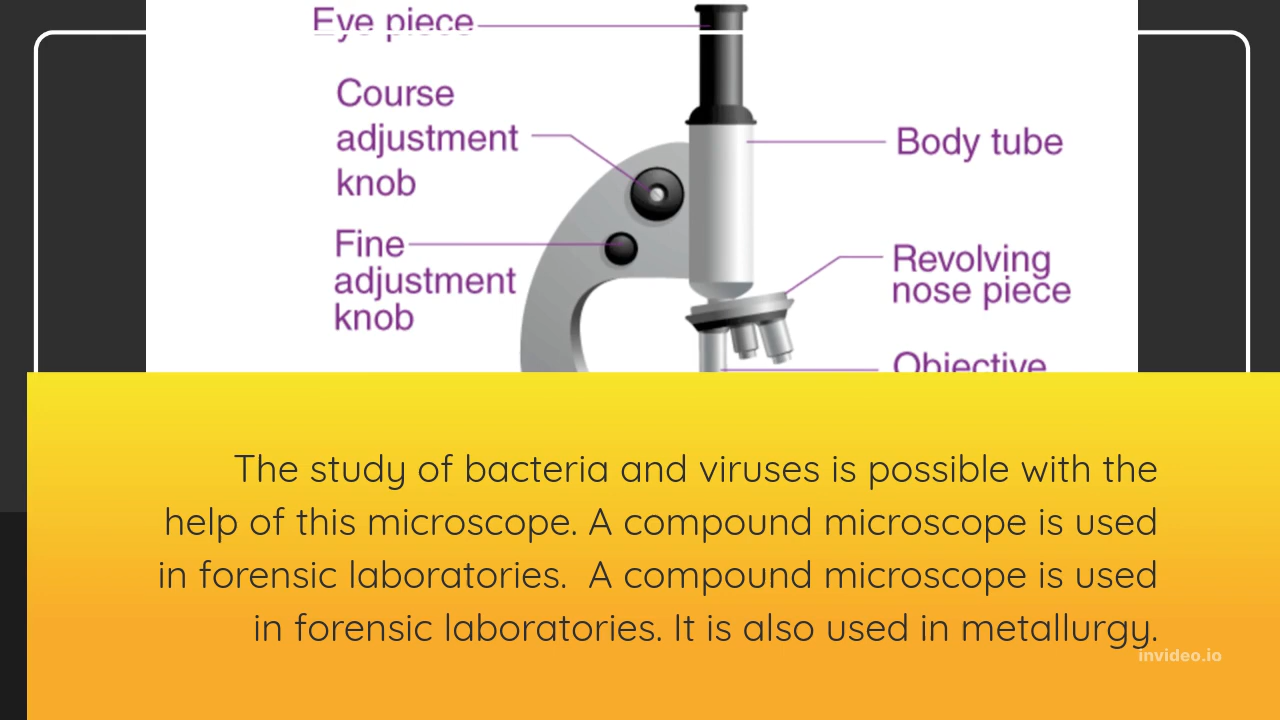 Eye piece
Course
adjustment
knob
Fine
adjustment
knob
Body tube
Revolving
nose piece
Objective
The study of bacteria and viruses is possible with the
help of this microscope. A compound microscope is used
in forensic laboratories.  A compound microscope is used
in forensic laboratories. It is also used in metallurgy.
invideo.io